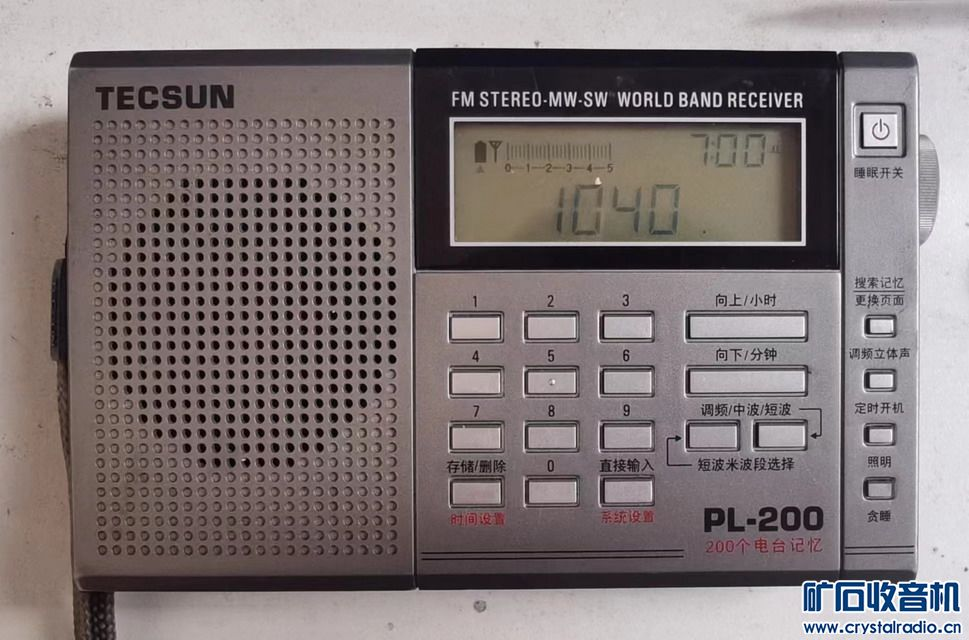 TECSUN
FM STEREO-MW-SW WORLD BAND RECEIVER
7:00
0-1-2-3-4-5
1040
睡眠开关
搜索记忆
更换页面
调频立体声
定时开机
照明
贪睡
1 2 3 向上/小时
4 5 6 向下/分钟
7 8 9 调频/中波/短波
存储/删除 0 直接输入 短波米波段选择
时间设置 系统设置
PL-200
200个电台记忆
矿石收音机
www.crystalradio.cn